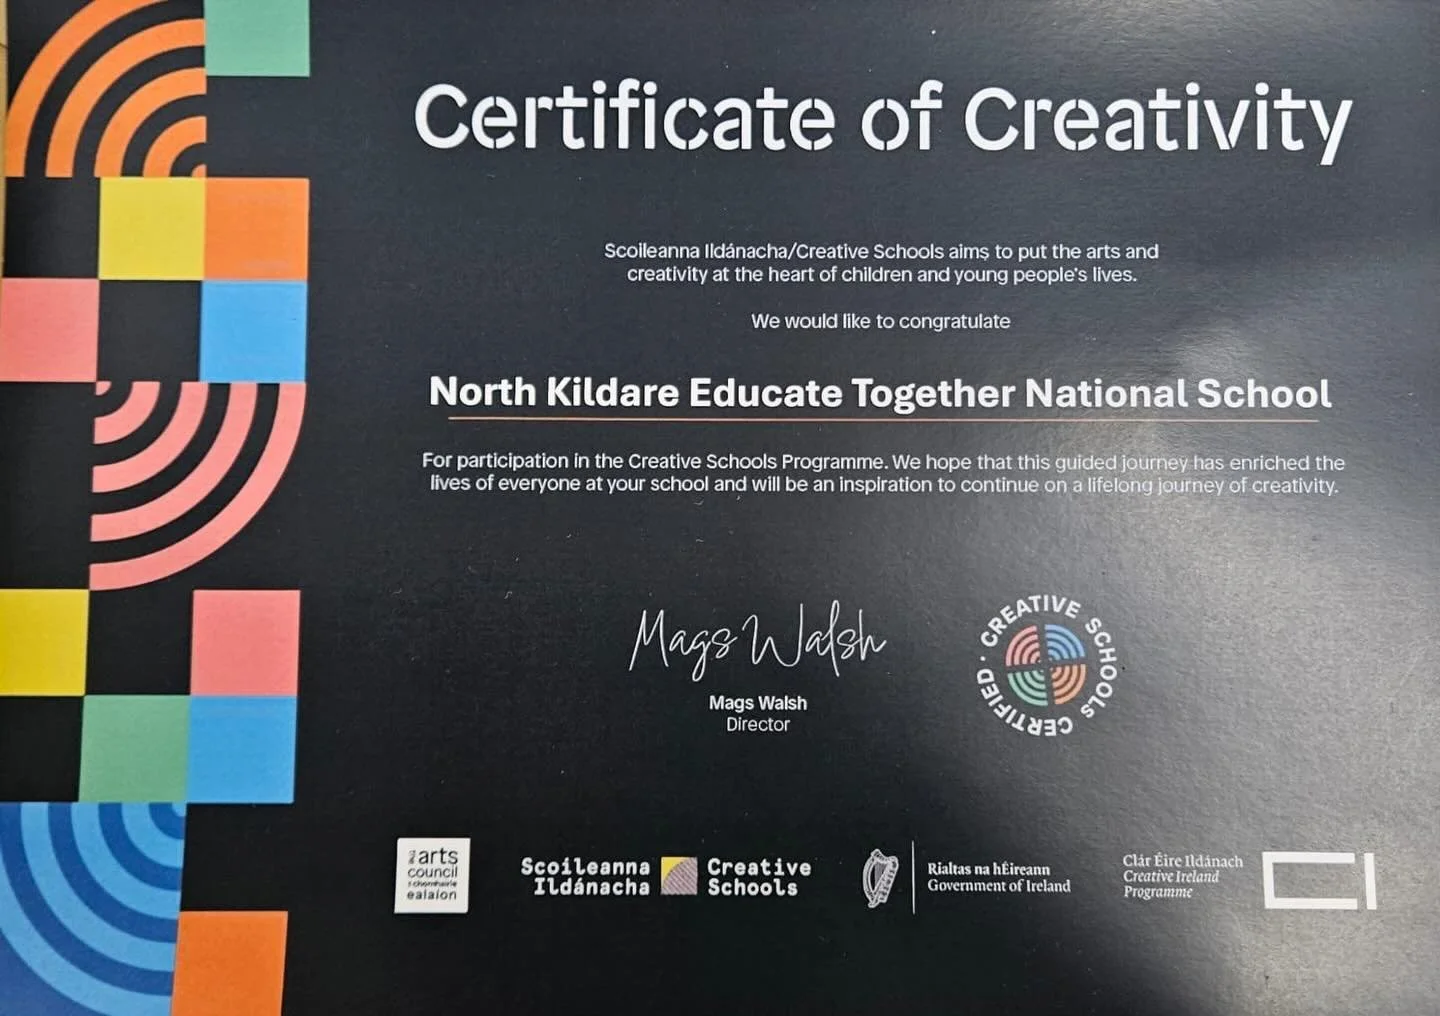 Certificate of Creativity
Scoileanna Ildánacha/Creative Schools aims to put the arts and
creativity at the heart of children and young people's lives.
We would like to congratulate
North Kildare Educate Together National School
For participation in the Creative Schools Programme. We hope that this guided journey has enriched the
lives of everyone at your school and will be an inspiration to continue on a lifelong journey of creativity.
Mags Walsh
Mags Walsh
Director
CREATIVE SCHOOLS CERTIFIED ·
arts
council
chomhairle
ealaíon
Scoileanna
Ildánacha
Creative
Schools
Rialtas na hÉireann
Government of Ireland
Clár Éire Ildánach
Creative Ireland
Programme